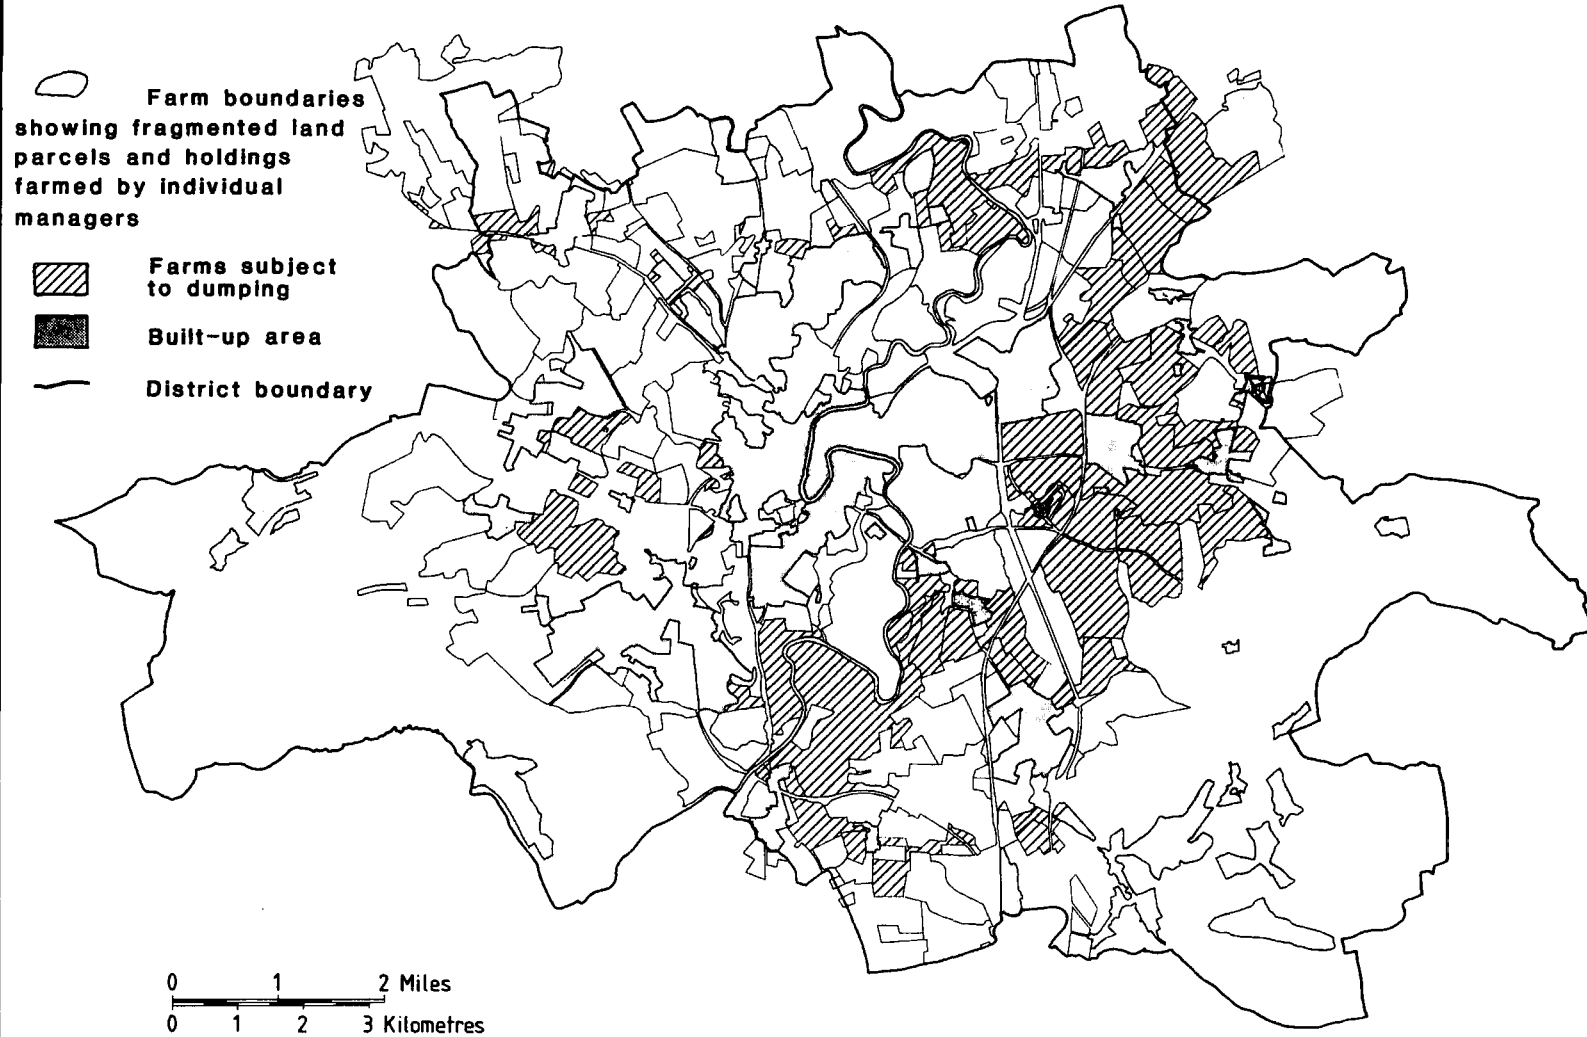 Farm boundaries
showing fragmented land
parcels and holdings
farmed by individual
managers
Farms subject
to dumping
Built-up area
District boundary
0 1 2 Miles
0 1 2 3 Kilometres